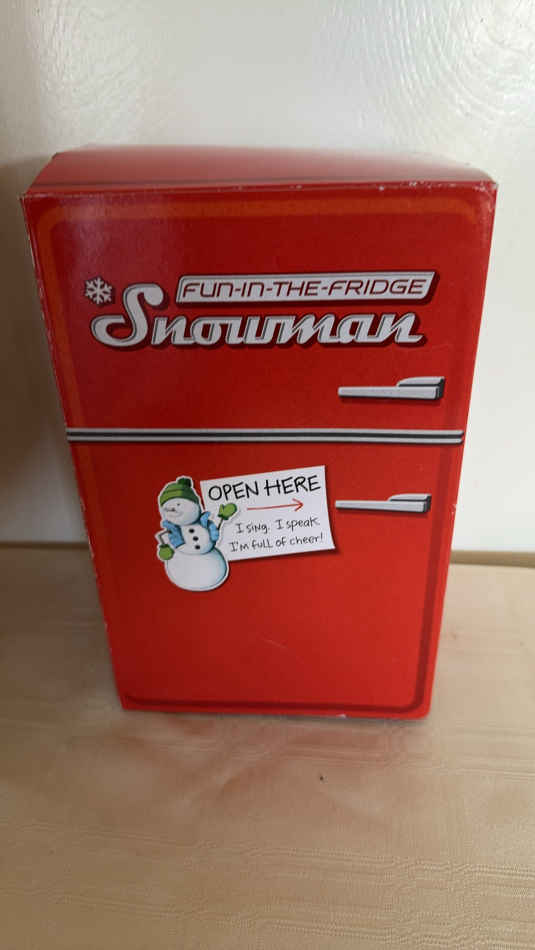 FUN-IN-THE-FRIDGE
Snowman
OPEN HERE
I sing. I speak
I'm full of cheer!